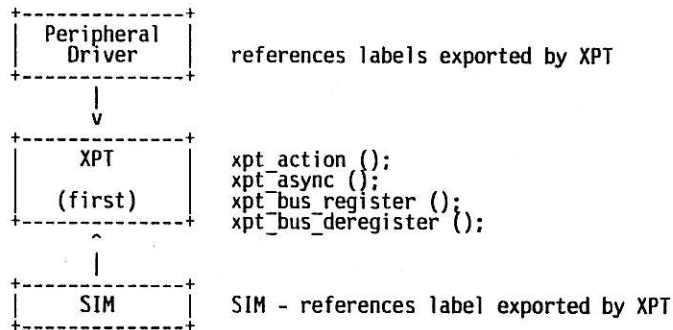 +-----------------+
| Peripheral |
| Driver | references labels exported by XPT
+-----------------+
|
v
+-----------------+
| XPT | xpt_action ();
xpt_async ();
| (first) | xpt_bus_register ();
+-----------------+ xpt_bus_deregister ();
^
|
+-----------------+
| SIM | SIM - references label exported by XPT
+-----------------+